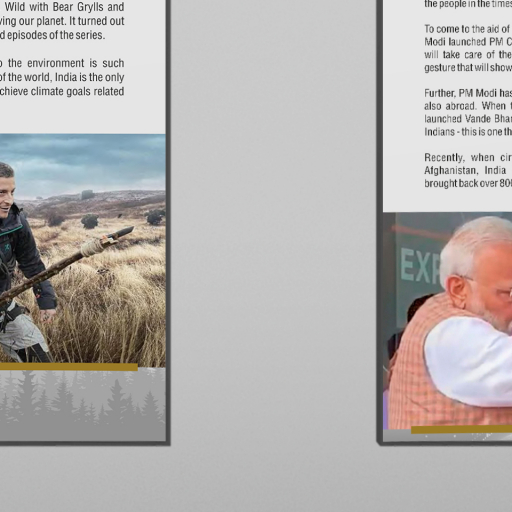 Wild with Bear Grylls and
ving our planet. It turned out
d episodes of the series.
o the environment is such
of the world, India is the only
chieve climate goals related
the people in the times
To come to the aid of
Modi launched PM C
will take care of the
gesture that will show
Further, PM Modi has
also abroad. When t
launched Vande Bhar
Indians - this is one th
Recently, when cir
Afghanistan, India
brought back over 80
EXP